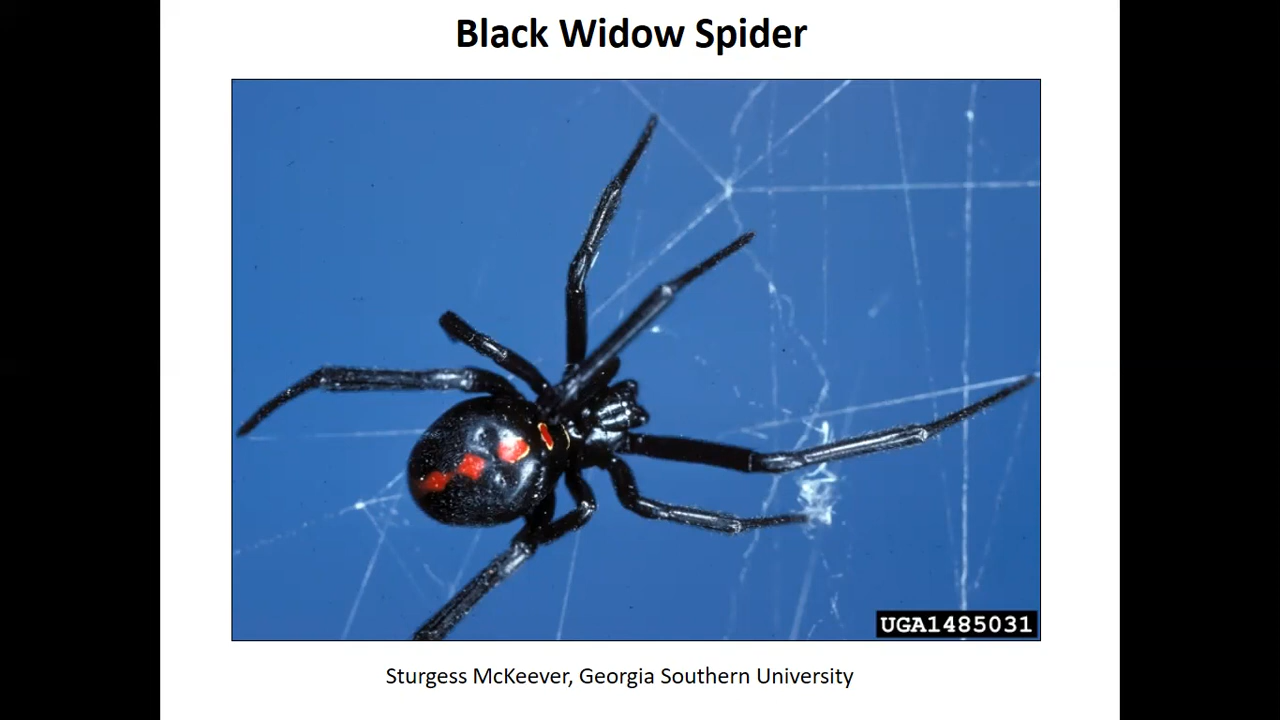 Black Widow Spider
UGA1485031
Sturgess McKeever, Georgia Southern University